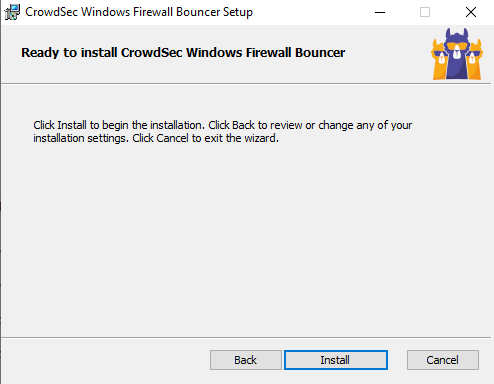 CrowdSec Windows Firewall Bouncer Setup
Ready to install CrowdSec Windows Firewall Bouncer
Click Install to begin the installation. Click Back to review or change any of your
installation settings. Click Cancel to exit the wizard.
Back Install Cancel